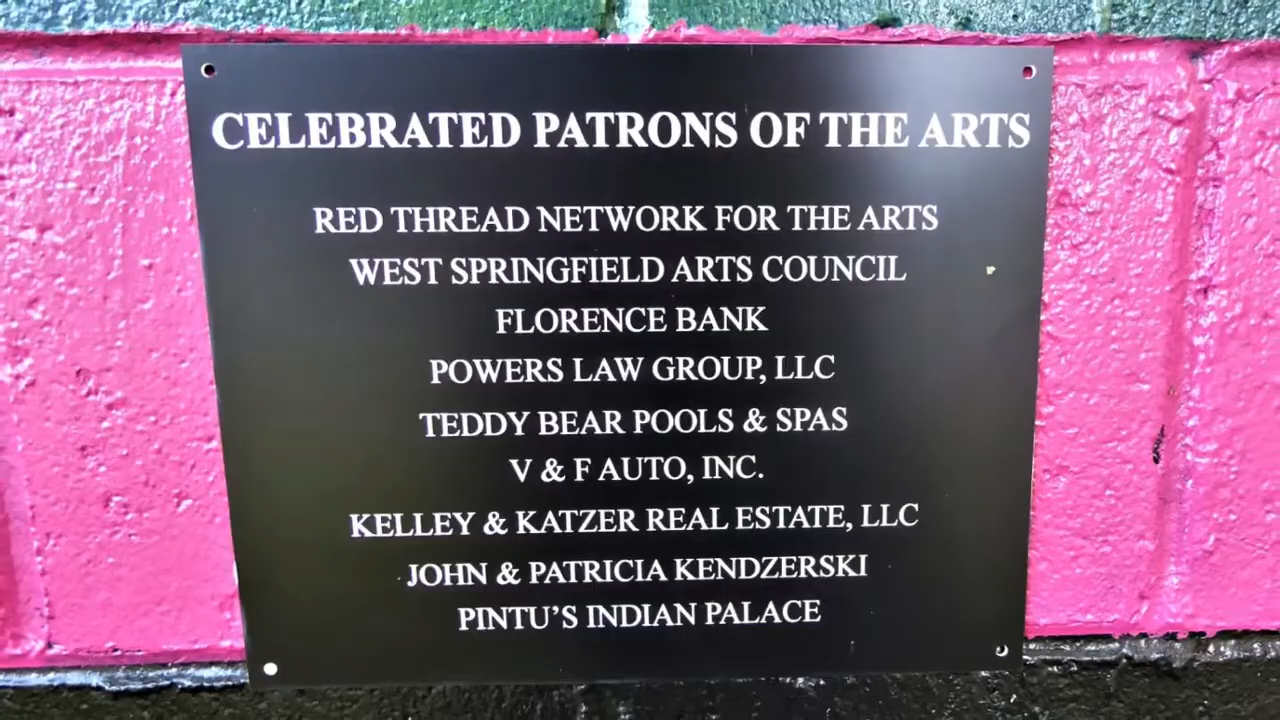 CELEBRATED PATRONS OF THE ARTS
RED THREAD NETWORK FOR THE ARTS
WEST SPRINGFIELD ARTS COUNCIL
FLORENCE BANK
POWERS LAW GROUP, LLC
TEDDY BEAR POOLS & SPAS
V & F AUTO, INC.
KELLEY & KATZER REAL ESTATE, LLC
JOHN & PATRICIA KENDZERSKI
PINTU’S INDIAN PALACE